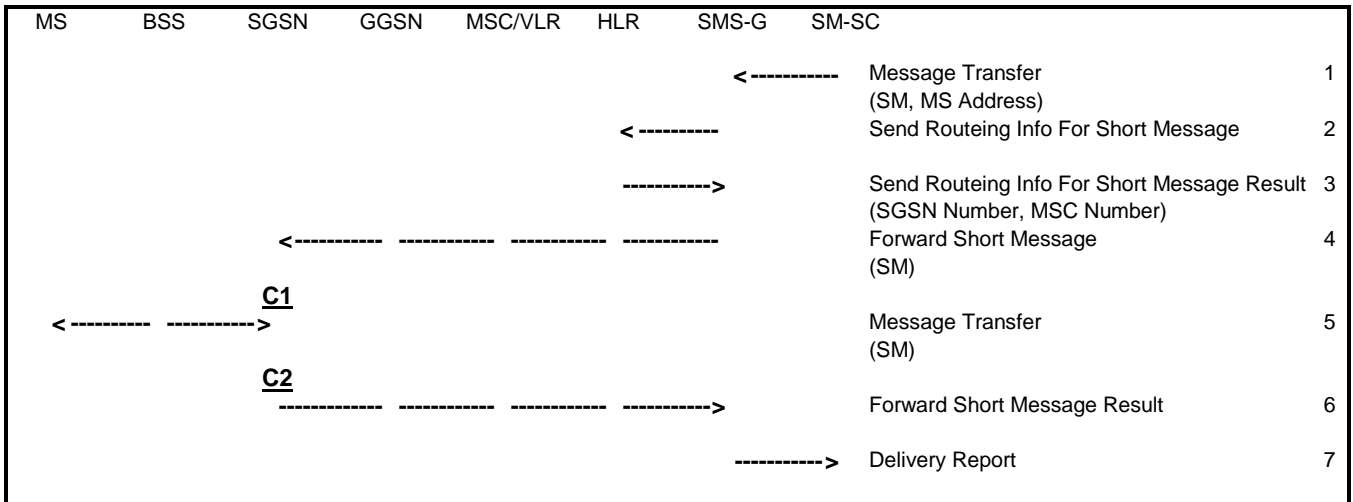 MS BSS SGSN GGSN MSC/VLR HLR SMS-G SM-SC
Message Transfer 1
(SM, MS Address)
Send Routeing Info For Short Message 2
Send Routeing Info For Short Message Result 3
(SGSN Number, MSC Number)
Forward Short Message 4
(SM)
C1
Message Transfer 5
(SM)
C2
Forward Short Message Result 6
Delivery Report 7